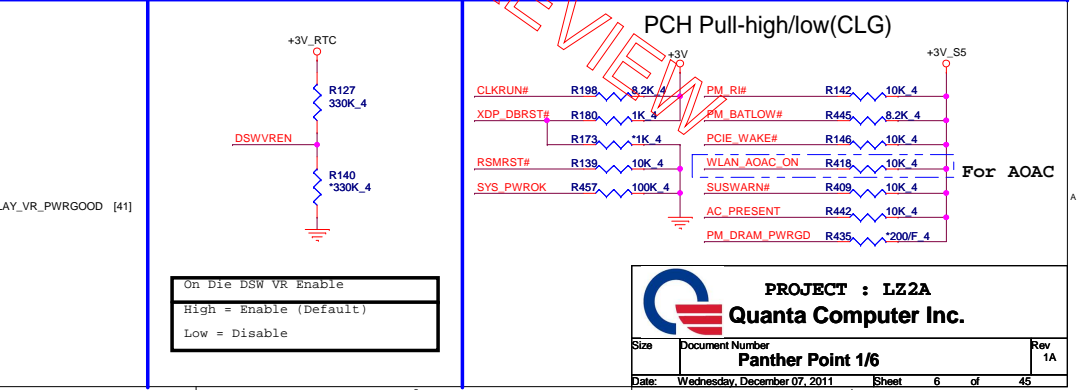 EVIEW
LAY_VR_PWRGOOD [41]
+3V_RTC
R127
330K_4
DSWVREN
R140
*330K_4
On Die DSW VR Enable
High = Enable (Default)
Low = Disable
PCH Pull-high/low(CLG)
+3V
CLKRUN# R198 8.2K_4
XDP_DBRST# R180 1K_4
R173 *1K_4
RSMRST# R139 10K_4
SYS_PWROK R457 100K_4
+3V_S5
PM_RI# R142 10K_4
PM_BATLOW# R445 8.2K_4
PCIE_WAKE# R146 10K_4
WLAN_AOAC_ON R418 10K_4
For AOAC
SUSWARN# R409 10K_4
AC_PRESENT R442 10K_4
PM_DRAM_PWRGD R435 *200/F_4
A
PROJECT : LZ2A
Quanta Computer Inc.
Size Document Number Rev
Panther Point 1/6 1A
Date: Wednesday, December 07, 2011 Sheet 6 of 45